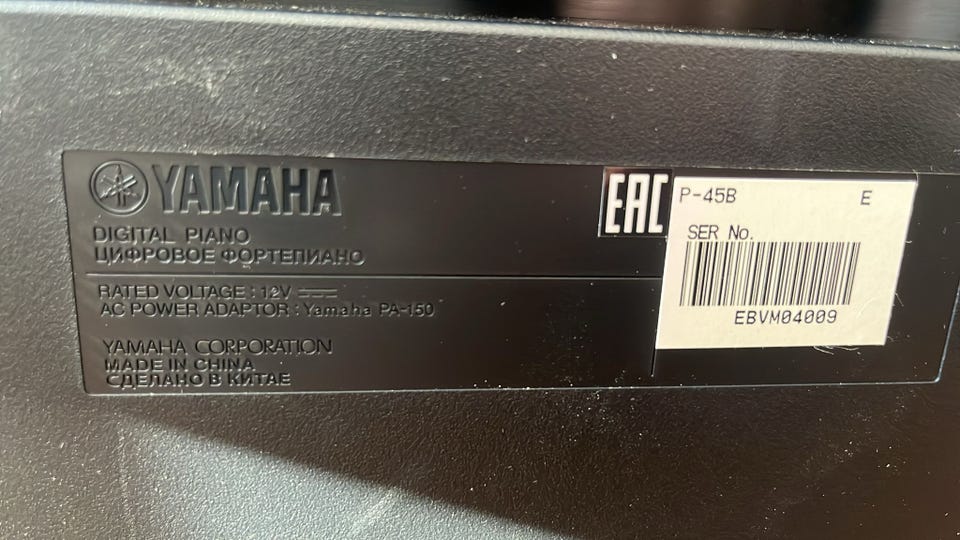 YAMAHA
DIGITAL PIANO
ЦИФРОВОЕ ФОРТЕПИАНО
RATED VOLTAGE : 12V
AC POWER ADAPTOR : Yamaha PA-150
YAMAHA CORPORATION
MADE IN CHINA
СДЕЛАНО В КИТАЕ
EAC
P-45B E
SER No.
EBVM04009